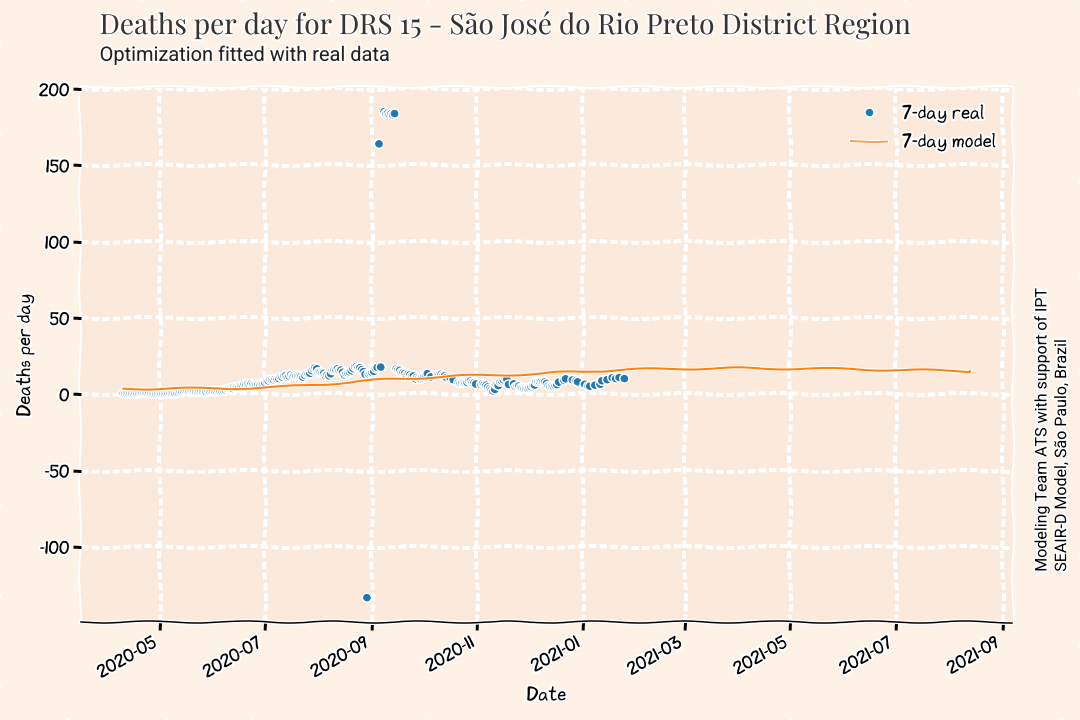 Deaths per day for DRS 15 - São José do Rio Preto District Region
Optimization fitted with real data
200
150
100
50
0
-50
-100
Deaths per day
7-day real
7-day model
2020-05
2020-07
2020-09
2020-11
2021-01
2021-03
2021-05
2021-07
2021-09
Date
Modeling Team ATS with support of IPT
SEAIR-D Model, São Paulo, Brazil